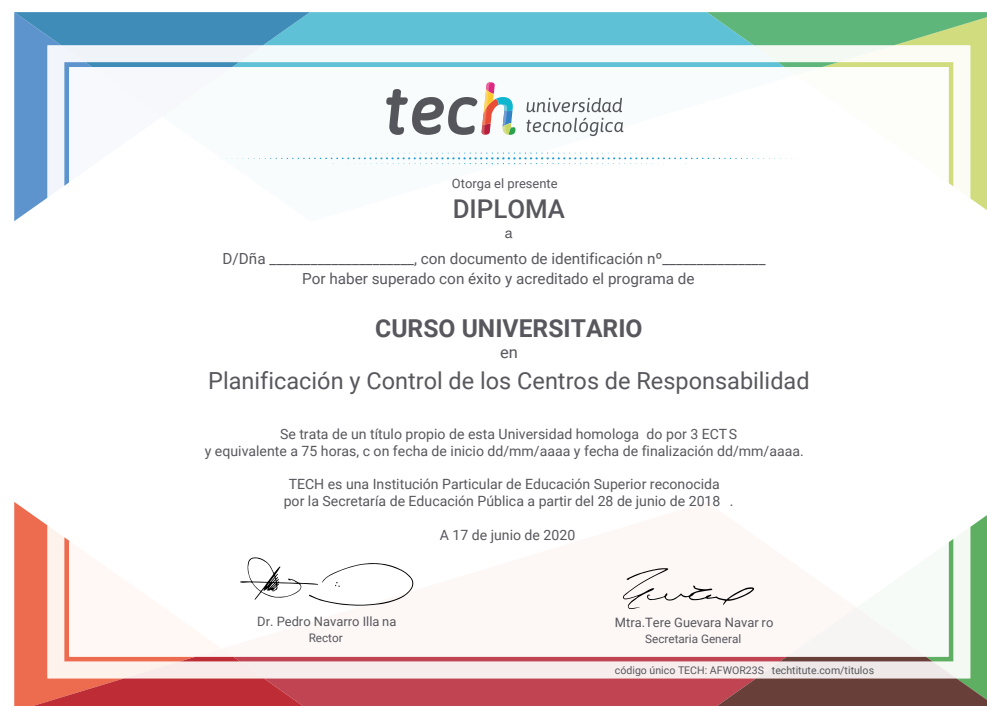 tech universidad
tecnológica
Otorga el presente
DIPLOMA
a
D/Dña ____________________, con documento de identificación nº______________
Por haber superado con éxito y acreditado el programa de
CURSO UNIVERSITARIO
en
Planificación y Control de los Centros de Responsabilidad
Se trata de un título propio de esta Universidad homologa do por 3 ECTS
y equivalente a 75 horas, c on fecha de inicio dd/mm/aaaa y fecha de finalización dd/mm/aaaa.
TECH es una Institución Particular de Educación Superior reconocida
por la Secretaría de Educación Pública a partir del 28 de junio de 2018 .
A 17 de junio de 2020
Dr. Pedro Navarro Illa na
Rector
Mtra.Tere Guevara Navar ro
Secretaria General
código único TECH: AFWOR23S techtitute.com/titulos